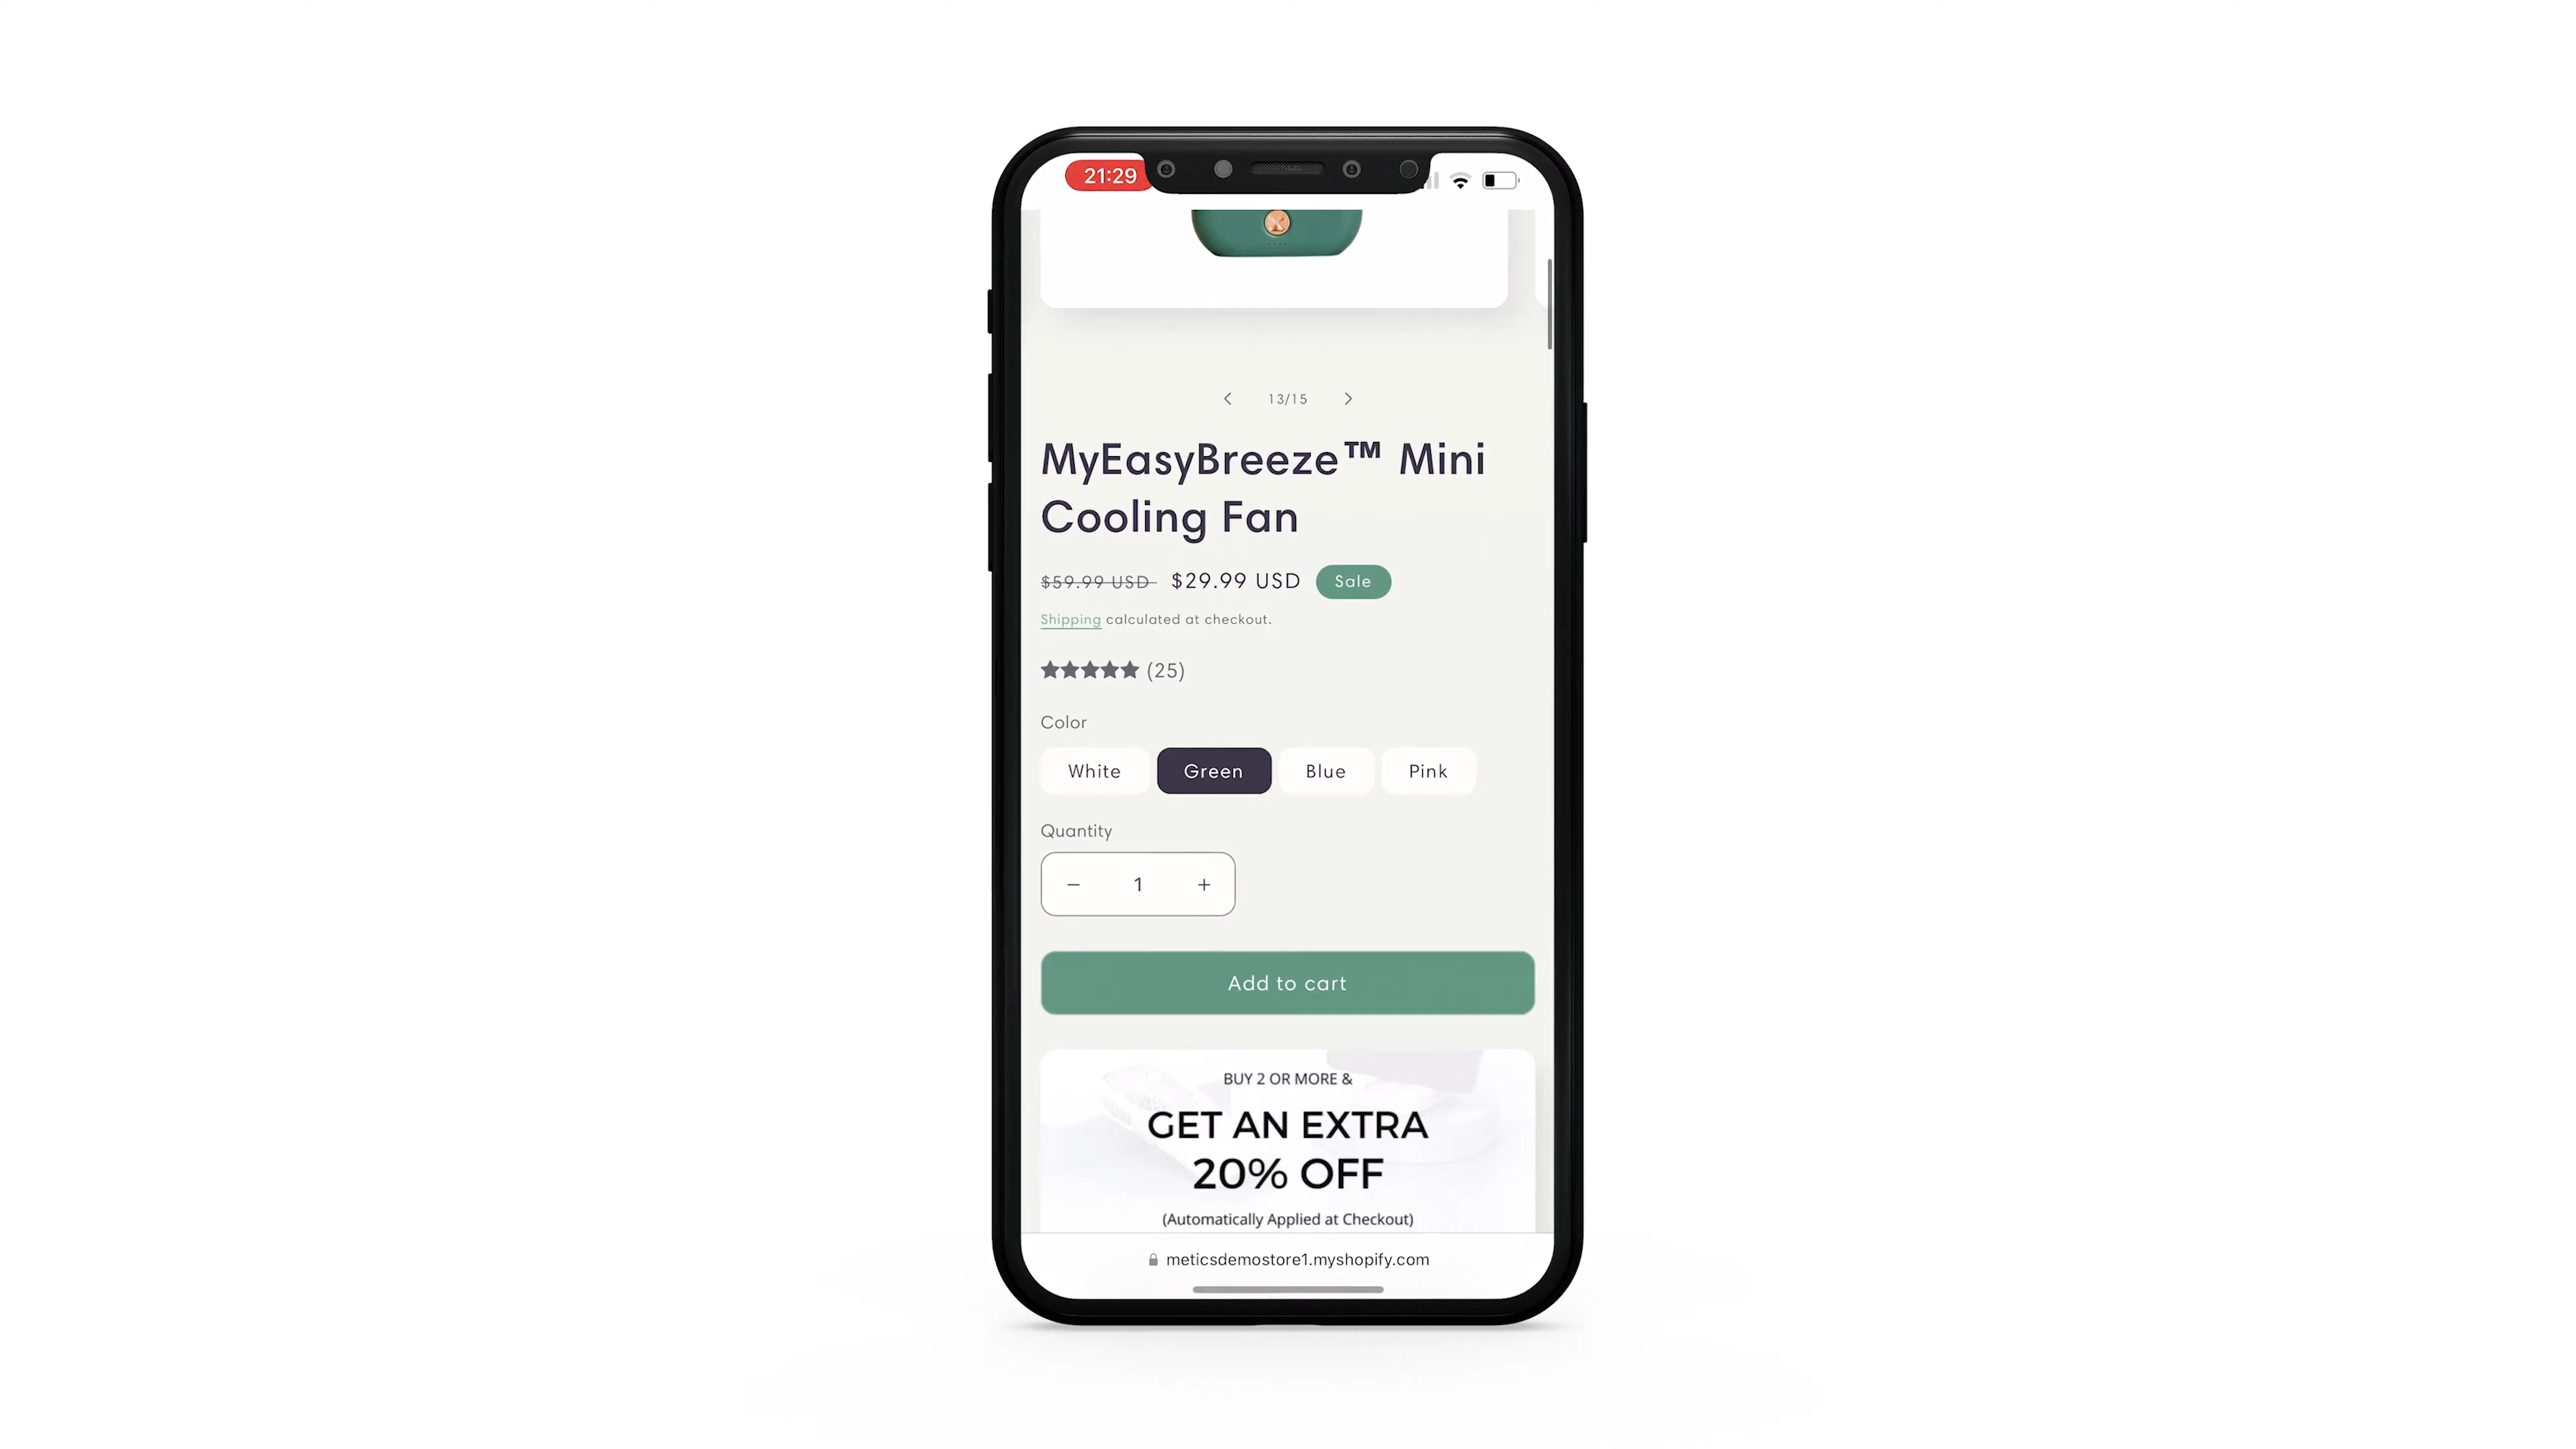 21:29
13/15
MyEasyBreeze™ Mini
Cooling Fan
$59.99 USD $29.99 USD Sale
Shipping calculated at checkout.
(25)
Color
White Green Blue Pink
Quantity
− 1 +
Add to cart
BUY 2 OR MORE &
GET AN EXTRA
20% OFF
(Automatically Applied at Checkout)
meticsdemostore1.myshopify.com